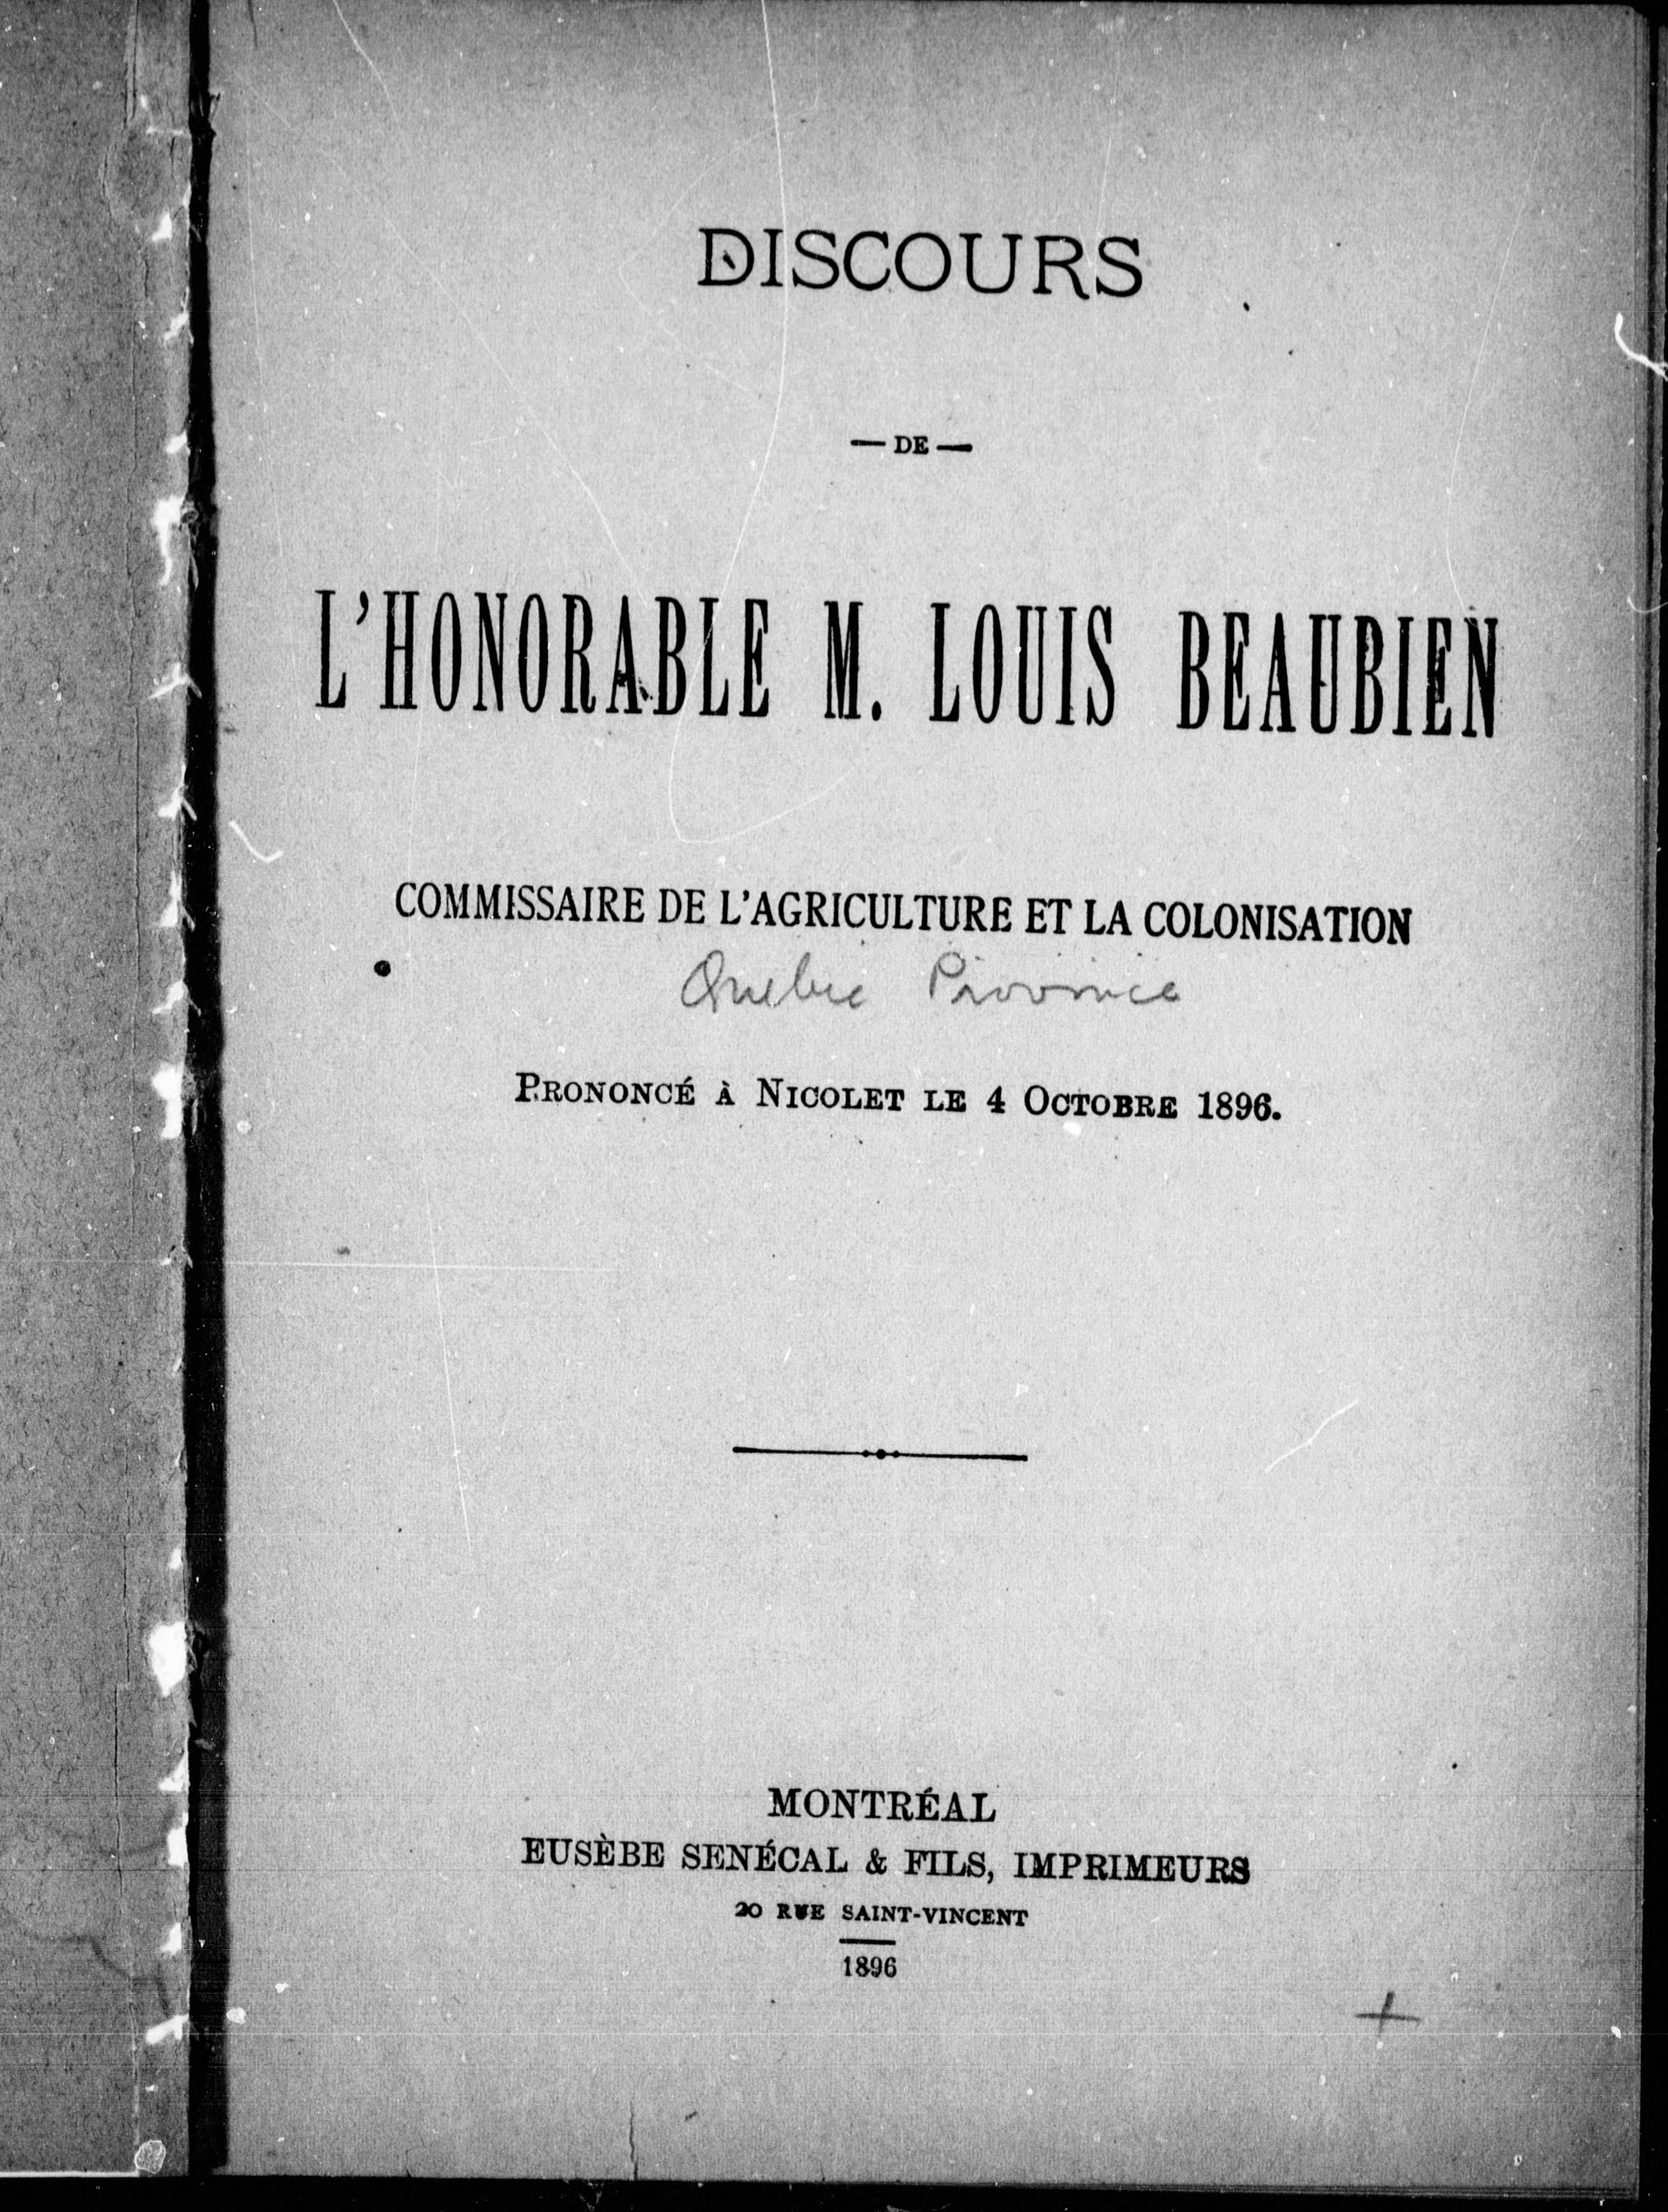 DISCOURS
— DE —
L'HONORABLE M. LOUIS BEAUBIEN
COMMISSAIRE DE L'AGRICULTURE ET LA COLONISATION
Quebec Province
PRONONCÉ À NICOLET LE 4 OCTOBRE 1896.
MONTRÉAL
EUSÈBE SENÉCAL & FILS, IMPRIMEURS
20 RUE SAINT-VINCENT
1896